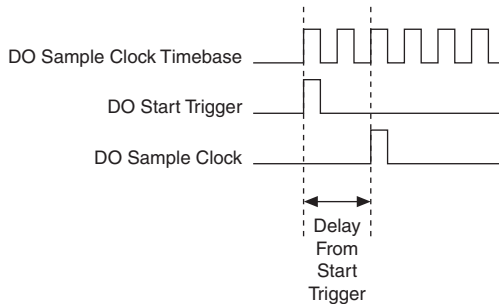 DO Sample Clock Timebase
DO Start Trigger
DO Sample Clock
Delay
From
Start
Trigger